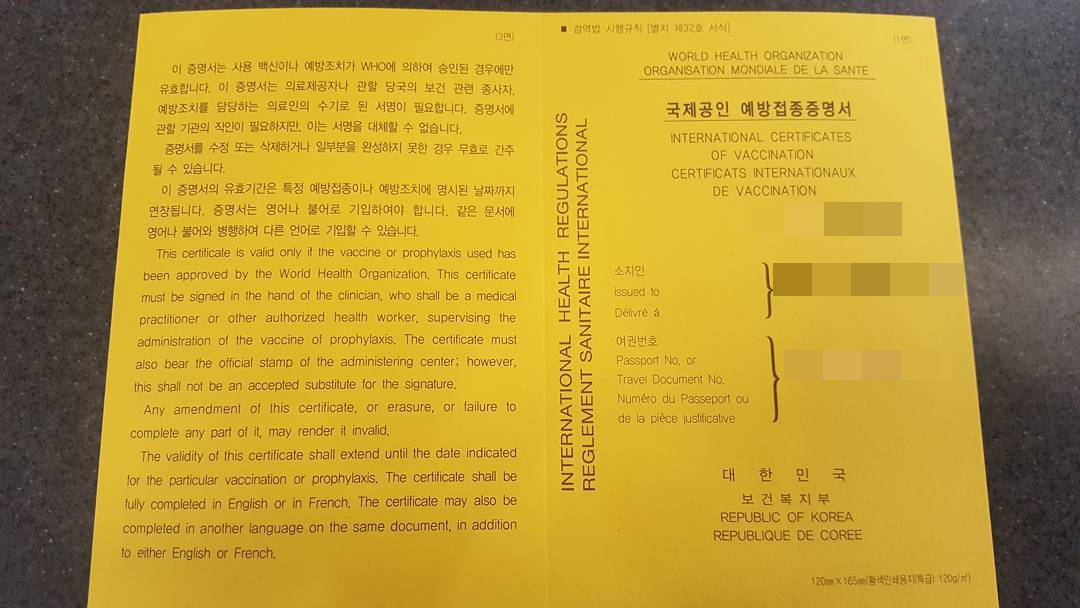 (3면)
이 증명서는 사용 백신이나 예방조치가 WHO에 의하여 승인된 경우에만
유효합니다. 이 증명서는 의료제공자나 관할 당국의 보건 관련 종사자,
예방조치를 담당하는 의료인의 수기로 된 서명이 필요합니다. 증명서에
관할 기관의 직인이 필요하지만, 이는 서명을 대체할 수 없습니다.
증명서를 수정 또는 삭제하거나 일부분을 완성하지 못한 경우 무효로 간주
될 수 있습니다.
이 증명서의 유효기간은 특정 예방접종이나 예방조치에 명시된 날짜까지
연장됩니다. 증명서는 영어나 불어로 기입하여야 합니다. 같은 문서에
영어나 불어와 병행하여 다른 언어로 기입할 수 있습니다.
This certificate is valid only if the vaccine or prophylaxis used has
been approved by the World Health Organization. This certificate
must be signed in the hand of the clinician, who shall be a medical
practitioner or other authorized health worker, supervising the
administration of the vaccine of prophylaxis. The certificate must
also bear the official stamp of the administering center; however,
this shall not be an accepted substitute for the signature.
Any amendment of this certificate, or erasure, or failure to
complete any part of it, may render it invalid.
The validity of this certificate shall extend until the date indicated
for the particular vaccination or prophylaxis. The certificate shall be
fully completed in English or in French. The certificate may also be
completed in another language on the same document, in addition
to either English or French.
■ 검역법 시행규칙 [별지 제32호 서식]
(1면)
INTERNATIONAL HEALTH REGULATIONS
REGLEMENT SANITAIRE INTERNATIONAL
WORLD HEALTH ORGANIZATION
ORGANISATION MONDIALE DE LA SANTE
국제공인 예방접종증명서
INTERNATIONAL CERTIFICATES
OF VACCINATION
CERTIFICATS INTERNATIONAUX
DE VACCINATION
소지인
issued to
Délivré à
여권번호
Passport No. or
Travel Document No.
Numéro du Passeport ou
de la pièce justificative
대 한 민 국
보건복지부
REPUBLIC OF KOREA
REPUBLIQUE DE COREE
120㎜×165㎜(황색인쇄용지(특급) 120g/㎡)